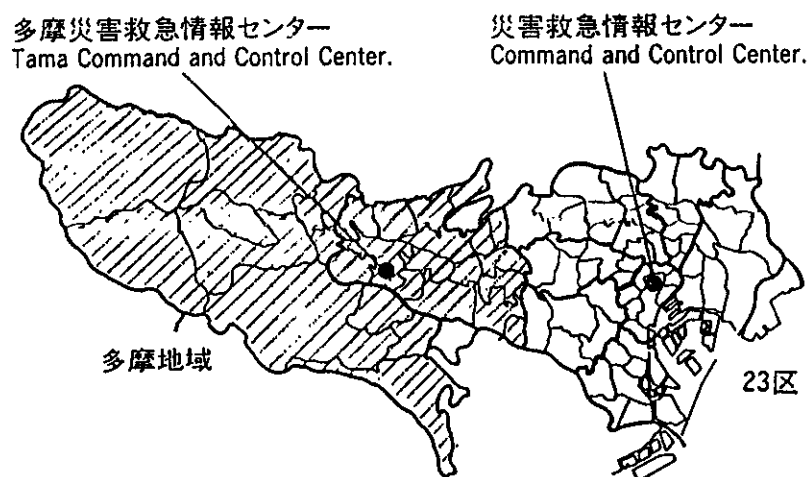 多摩災害救急情報センター
Tama Command and Control Center.
災害救急情報センター
Command and Control Center.
多摩地域
23区